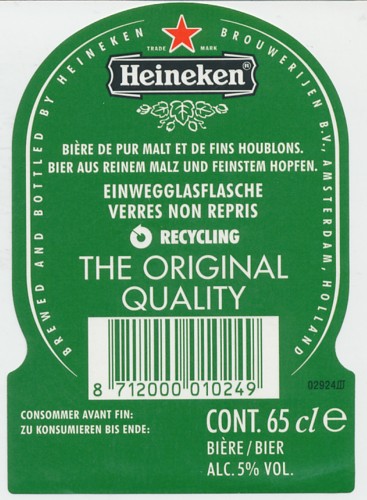 BREWED AND BOTTLED BY HEINEKEN BROUWERIJEN B.V., AMSTERDAM, HOLLAND
TRADE MARK
Heineken®
BIÈRE DE PUR MALT ET DE FINS HOUBLONS.
BIER AUS REINEM MALZ UND FEINSTEM HOPFEN.
EINWEGGLASFLASCHE
VERRES NON REPRIS
RECYCLING
THE ORIGINAL
QUALITY
8 712000 010249
02924
CONSOMMER AVANT FIN:
ZU KONSUMIEREN BIS ENDE:
CONT. 65 cl e
BIÈRE / BIER
ALC. 5% VOL.